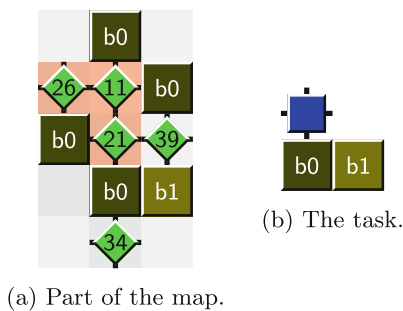 b0
26 11 b0
b0 21 39
b0 b1
34
(a) Part of the map.
b0 b1
(b) The task.